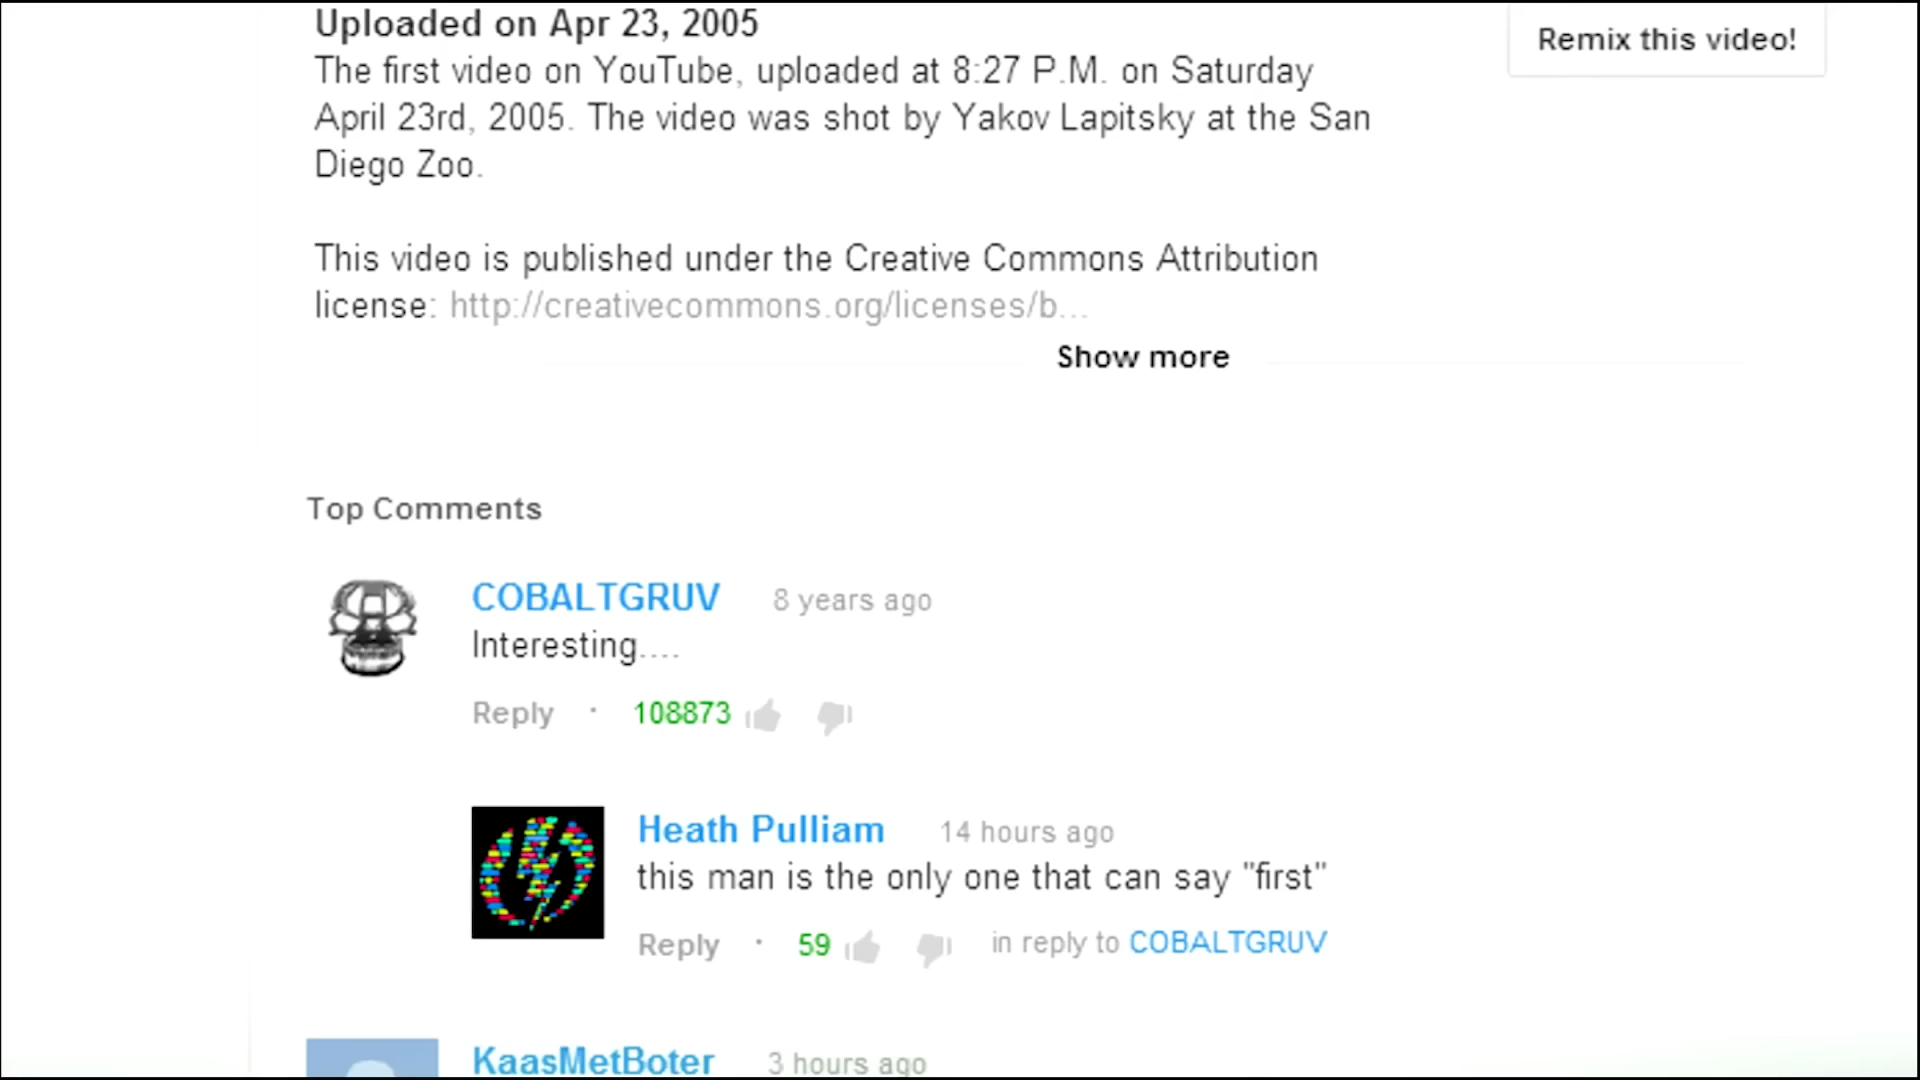 Uploaded on Apr 23, 2005
Remix this video!
The first video on YouTube, uploaded at 8:27 P.M. on Saturday
April 23rd, 2005. The video was shot by Yakov Lapitsky at the San
Diego Zoo.
This video is published under the Creative Commons Attribution
license: http://creativecommons.org/licenses/b...
Show more
Top Comments
COBALTGRUV 8 years ago
Interesting....
Reply · 108873
Heath Pulliam 14 hours ago
this man is the only one that can say "first"
Reply · 59 in reply to COBALTGRUV
KaasMetBoter 3 hours ago